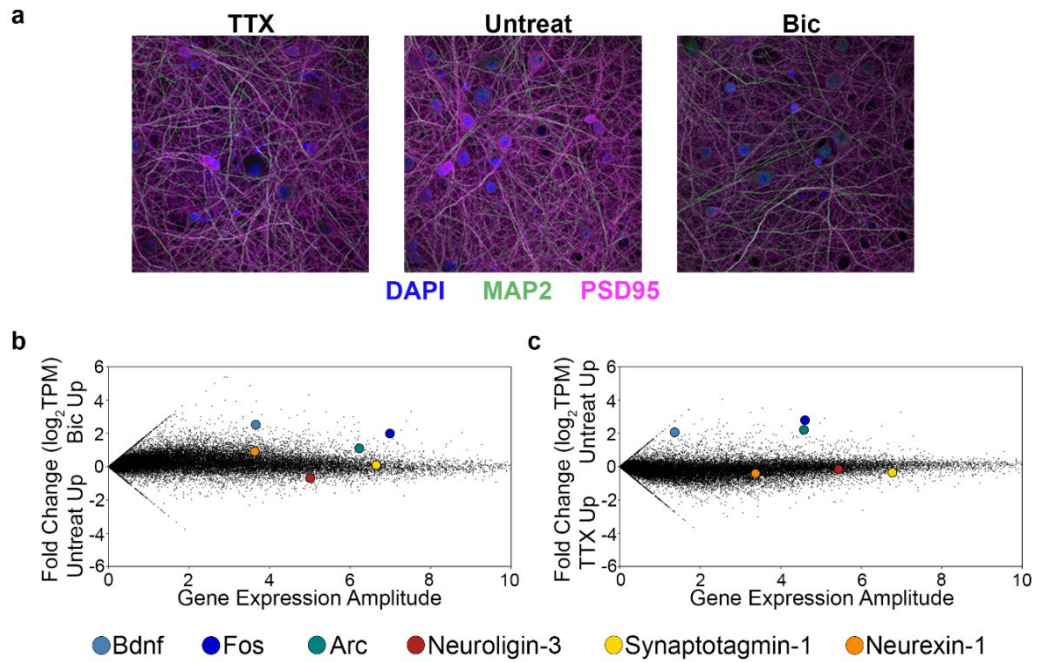 a
TTX Untreat Bic
DAPI MAP2 PSD95
b
Fold Change (log2TPM)
Untreat Up Bic Up
6
4
2
0
-2
-4
-6
0 2 4 6 8 10
Gene Expression Amplitude
c
Fold Change (log2TPM)
TTX Up Untreat Up
6
4
2
0
-2
-4
-6
0 2 4 6 8 10
Gene Expression Amplitude
Bdnf Fos Arc Neuroligin-3 Synaptotagmin-1 Neurexin-1